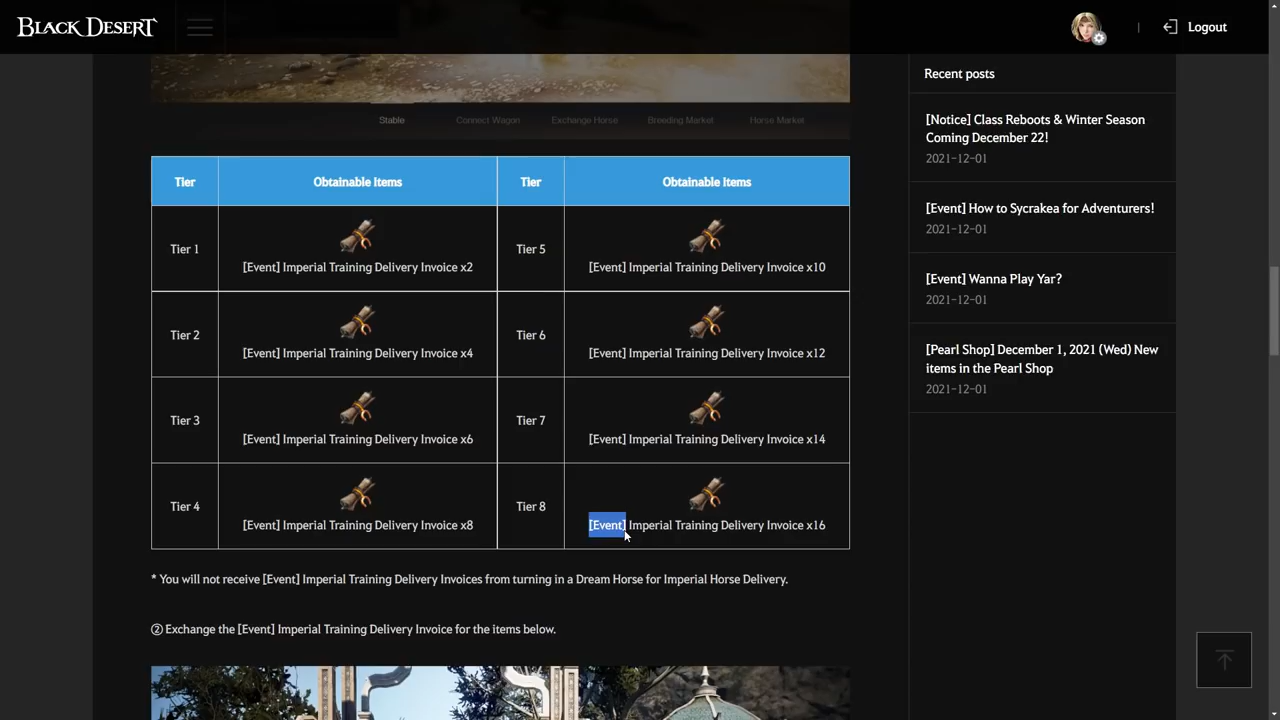 BLACK DESERT
Logout
Stable
Connect Wagon
Exchange Horse
Breeding Market
Horse Market
Tier
Obtainable Items
Tier
Obtainable Items
Tier 1
[Event] Imperial Training Delivery Invoice x2
Tier 5
[Event] Imperial Training Delivery Invoice x10
Tier 2
[Event] Imperial Training Delivery Invoice x4
Tier 6
[Event] Imperial Training Delivery Invoice x12
Tier 3
[Event] Imperial Training Delivery Invoice x6
Tier 7
[Event] Imperial Training Delivery Invoice x14
Tier 4
[Event] Imperial Training Delivery Invoice x8
Tier 8
[Event] Imperial Training Delivery Invoice x16
* You will not receive [Event] Imperial Training Delivery Invoices from turning in a Dream Horse for Imperial Horse Delivery.
② Exchange the [Event] Imperial Training Delivery Invoice for the items below.
Recent posts
[Notice] Class Reboots & Winter Season
Coming December 22!
2021-12-01
[Event] How to Sycrakea for Adventurers!
2021-12-01
[Event] Wanna Play Yar?
2021-12-01
[Pearl Shop] December 1, 2021 (Wed) New
items in the Pearl Shop
2021-12-01